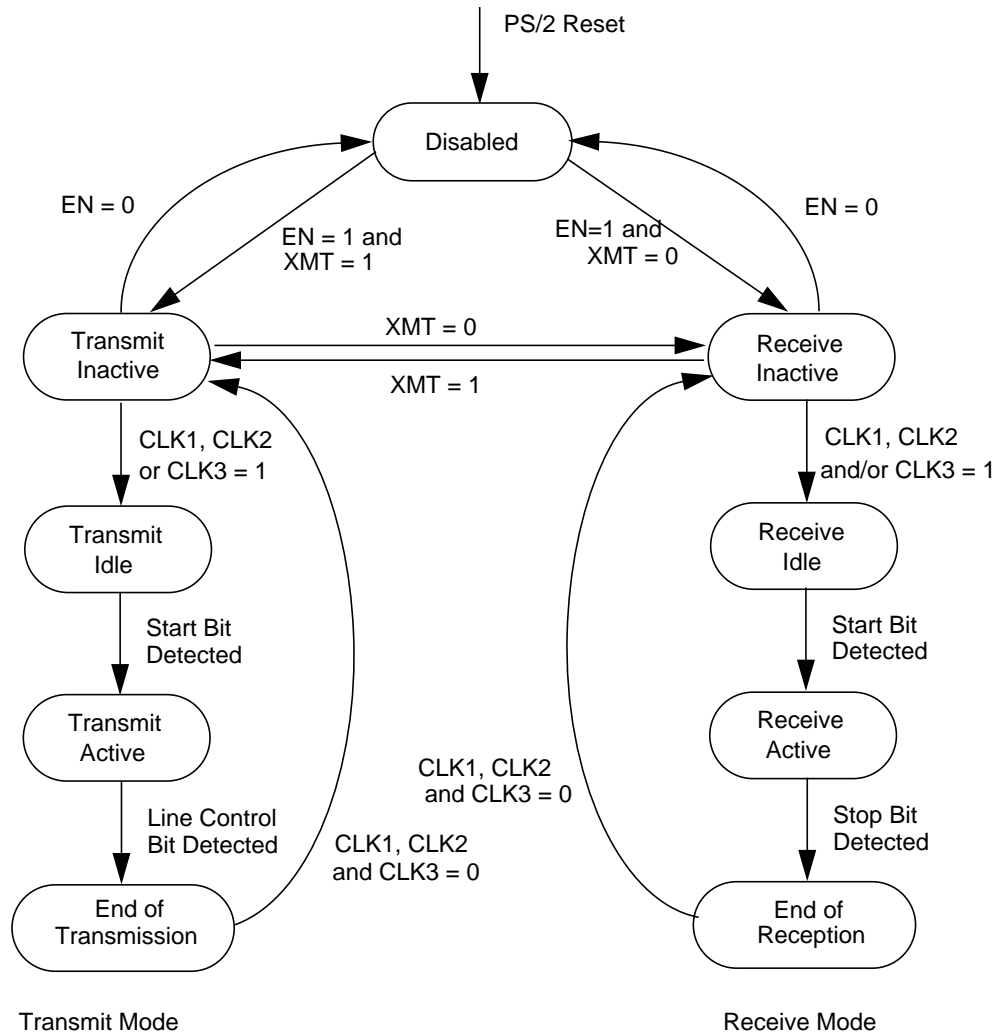 PS/2 Reset
Disabled
EN = 0
EN = 0
EN = 1 and
XMT = 1
EN=1 and
XMT = 0
Transmit
Inactive
XMT = 0
XMT = 1
Receive
Inactive
CLK1, CLK2
or CLK3 = 1
CLK1, CLK2
and/or CLK3 = 1
Transmit
Idle
Receive
Idle
Start Bit
Detected
Start Bit
Detected
Transmit
Active
Receive
Active
CLK1, CLK2
and CLK3 = 0
Line Control
Bit Detected
CLK1, CLK2
and CLK3 = 0
Stop Bit
Detected
End of
Transmission
End of
Reception
Transmit Mode
Receive Mode